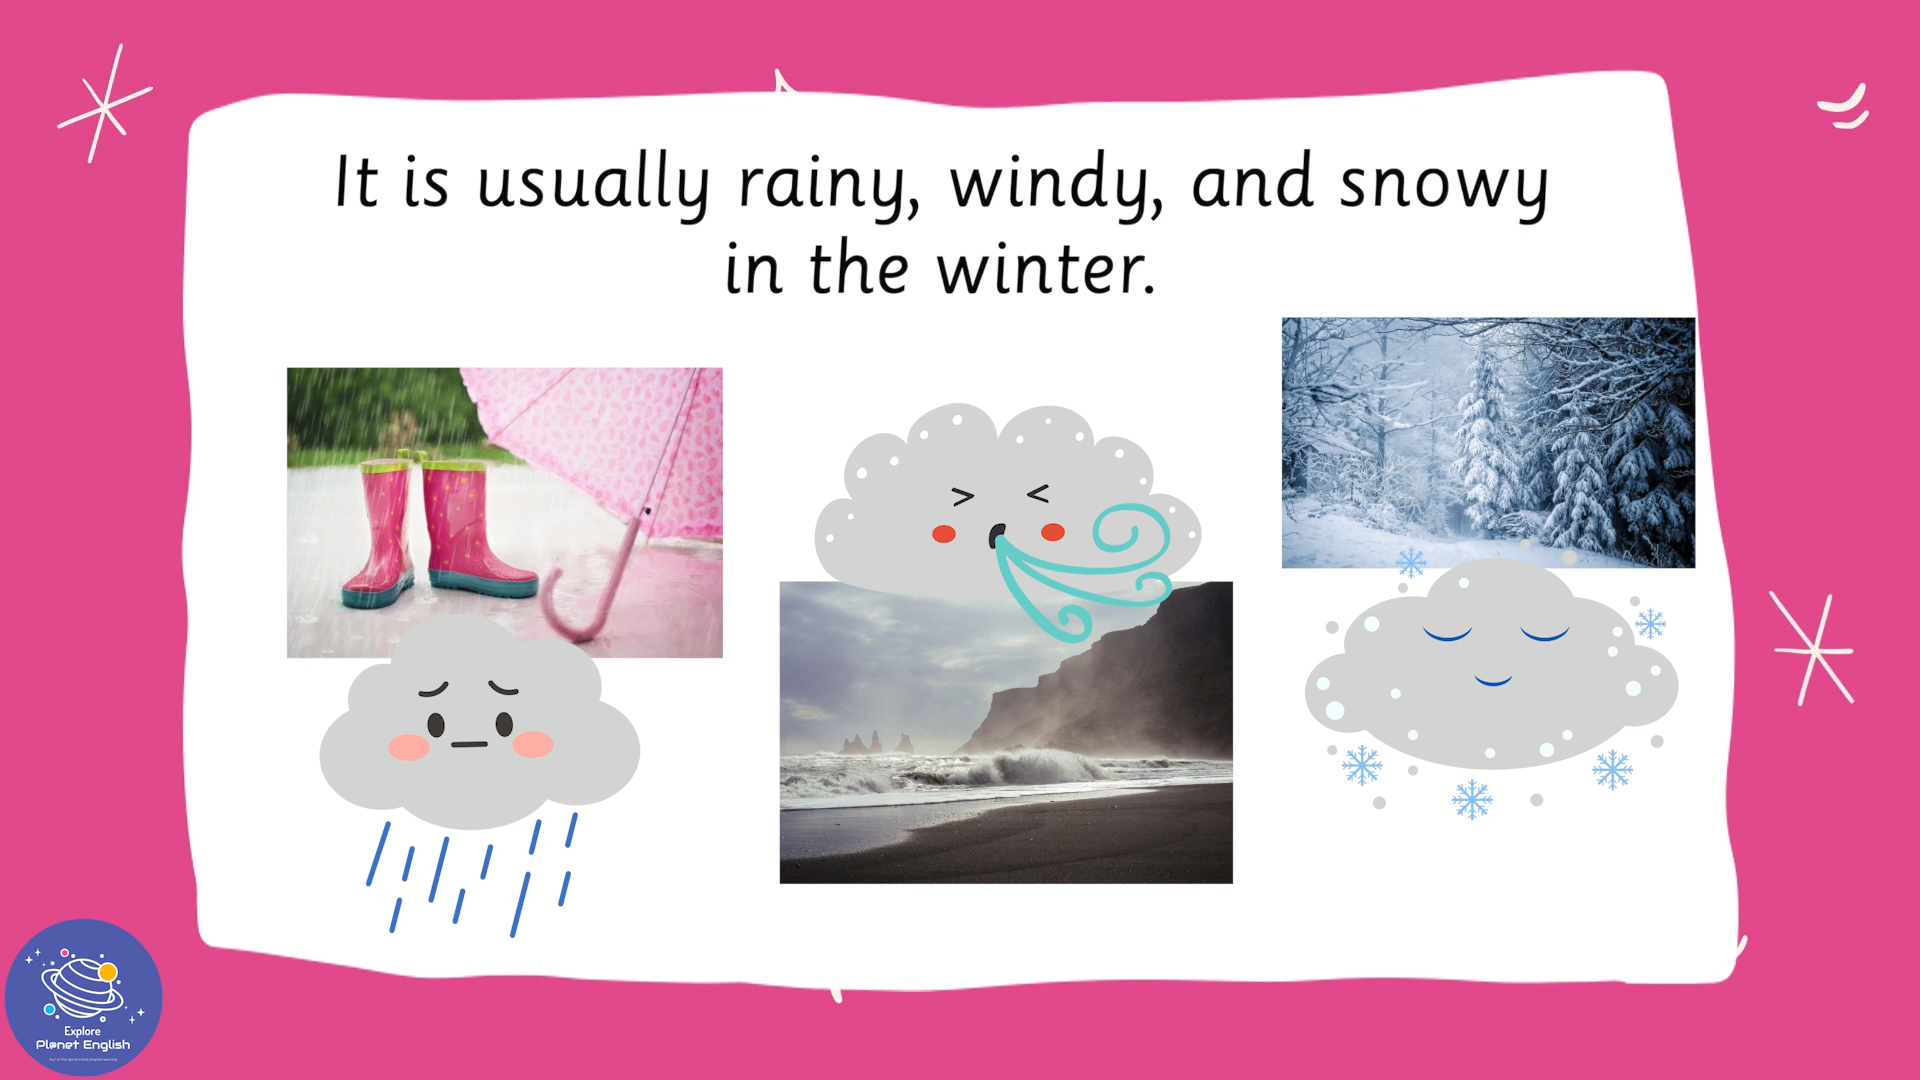 It is usually rainy, windy, and snowy
in the winter.
Explore
Planet English